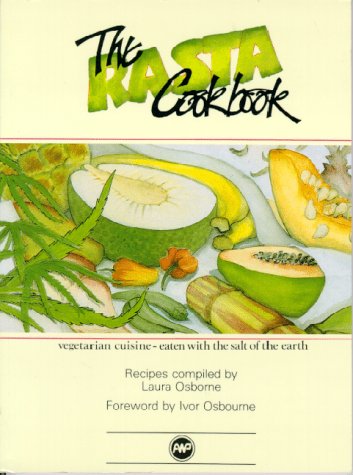 The
RASTA
Cookbook
vegetarian cuisine - eaten with the salt of the earth
Recipes compiled by
Laura Osborne
Foreword by Ivor Osbourne
AWP